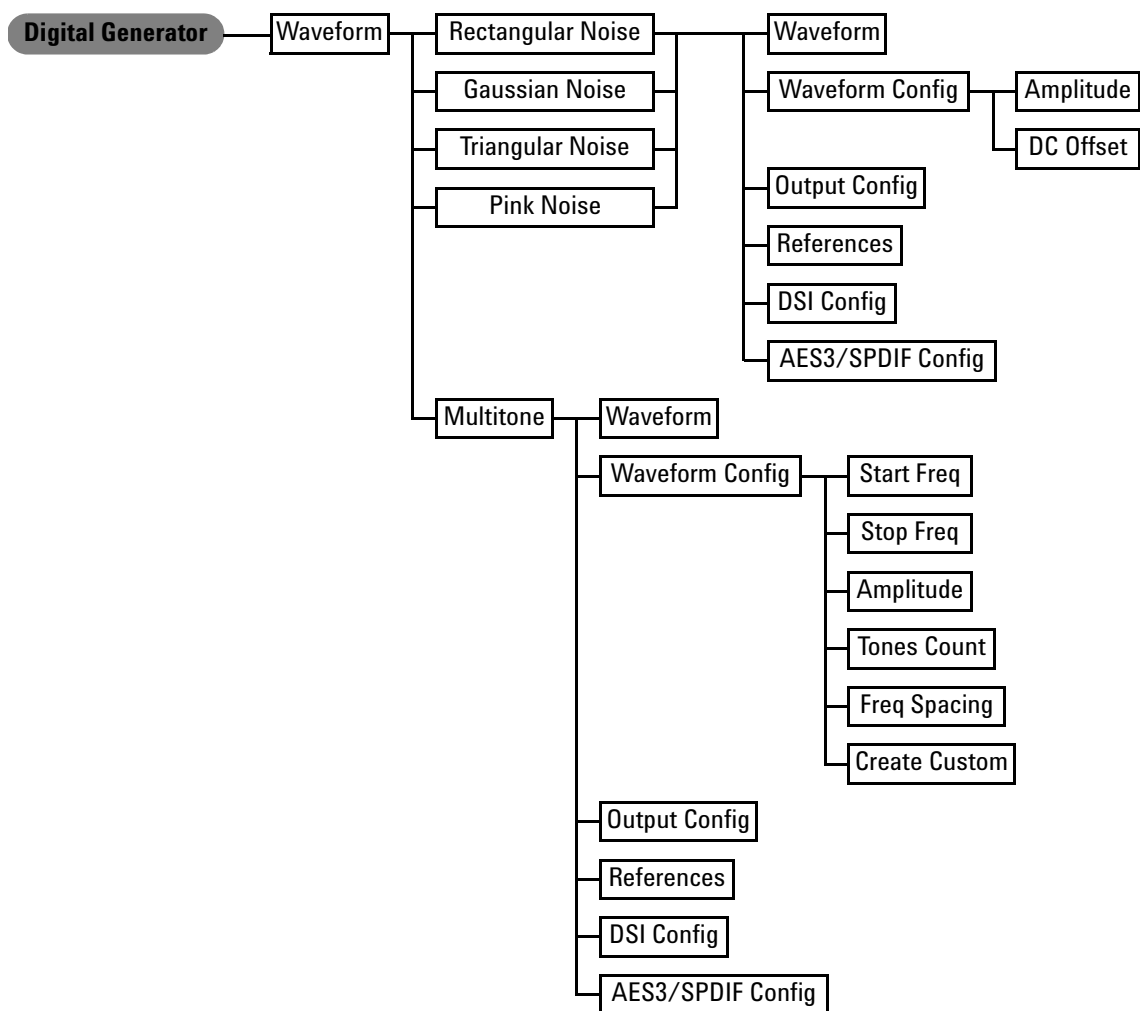 Digital Generator
Waveform
Rectangular Noise
Waveform
Gaussian Noise
Waveform Config
Amplitude
Triangular Noise
DC Offset
Pink Noise
Output Config
References
DSI Config
AES3/SPDIF Config
Multitone
Waveform
Waveform Config
Start Freq
Stop Freq
Amplitude
Tones Count
Freq Spacing
Create Custom
Output Config
References
DSI Config
AES3/SPDIF Config